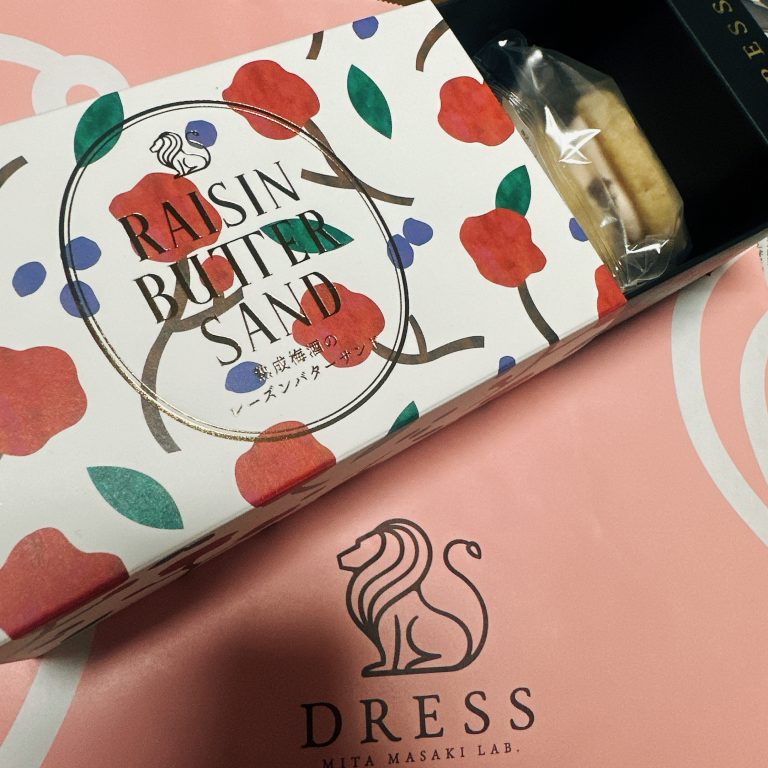 RAISIN
BUTTER
SAND
熟成梅酒の
レーズンバターサンド
DRESS
DRESS
MITA MASAKI LAB.